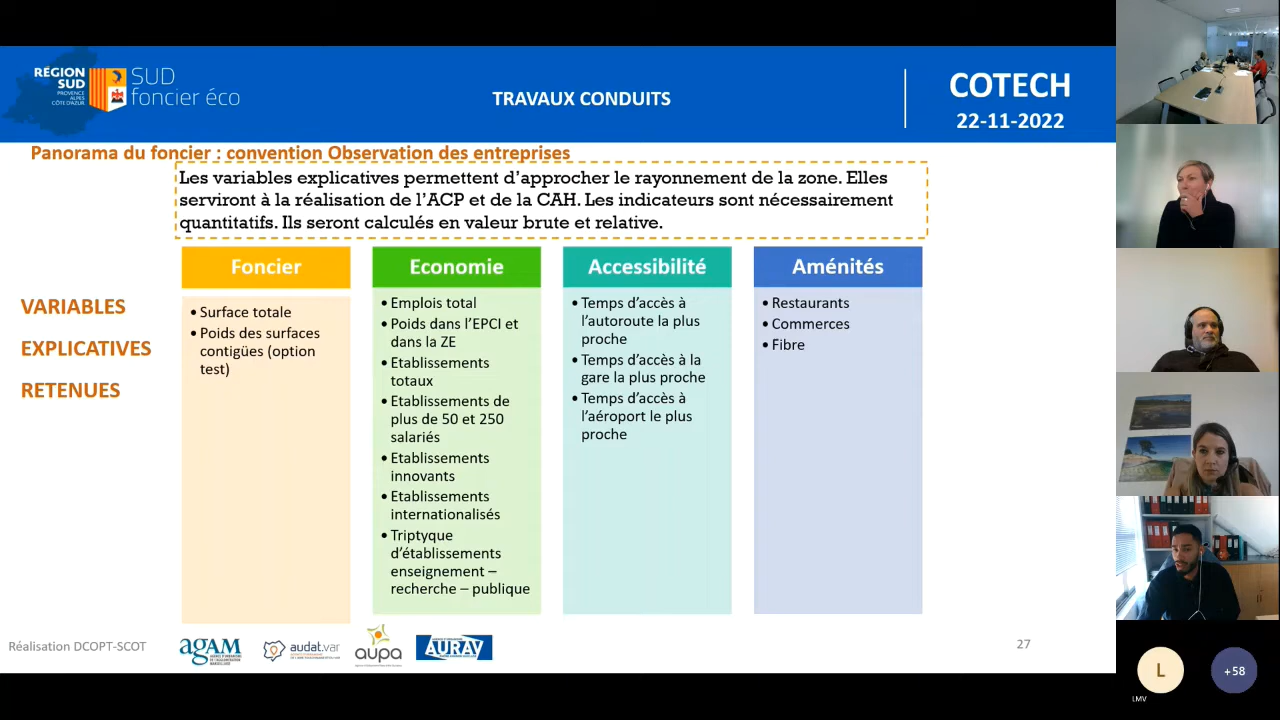 RÉGION
SUD
PROVENCE
ALPES
CÔTE D'AZUR
SUD
foncier éco
TRAVAUX CONDUITS
COTECH
22-11-2022
Panorama du foncier : convention Observation des entreprises
Les variables explicatives permettent d’approcher le rayonnement de la zone. Elles
serviront à la réalisation de l’ACP et de la CAH. Les indicateurs sont nécessairement
quantitatifs. Ils seront calculés en valeur brute et relative.
VARIABLES
EXPLICATIVES
RETENUES
Foncier
• Surface totale
• Poids des surfaces
contigües (option
test)
Economie
• Emplois total
• Poids dans l’EPCI et
dans la ZE
• Etablissements
totaux
• Etablissements de
plus de 50 et 250
salariés
• Etablissements
innovants
• Etablissements
internationalisés
• Triptyque
d’établissements
enseignement –
recherche – publique
Accessibilité
• Temps d’accès à
l’autoroute la plus
proche
• Temps d’accès à la
gare la plus proche
• Temps d’accès à
l’aéroport le plus
proche
Aménités
• Restaurants
• Commerces
• Fibre
Réalisation DCOPT-SCOT
agam
audat.var
aupa
AURAV
27
L
LMV
+58